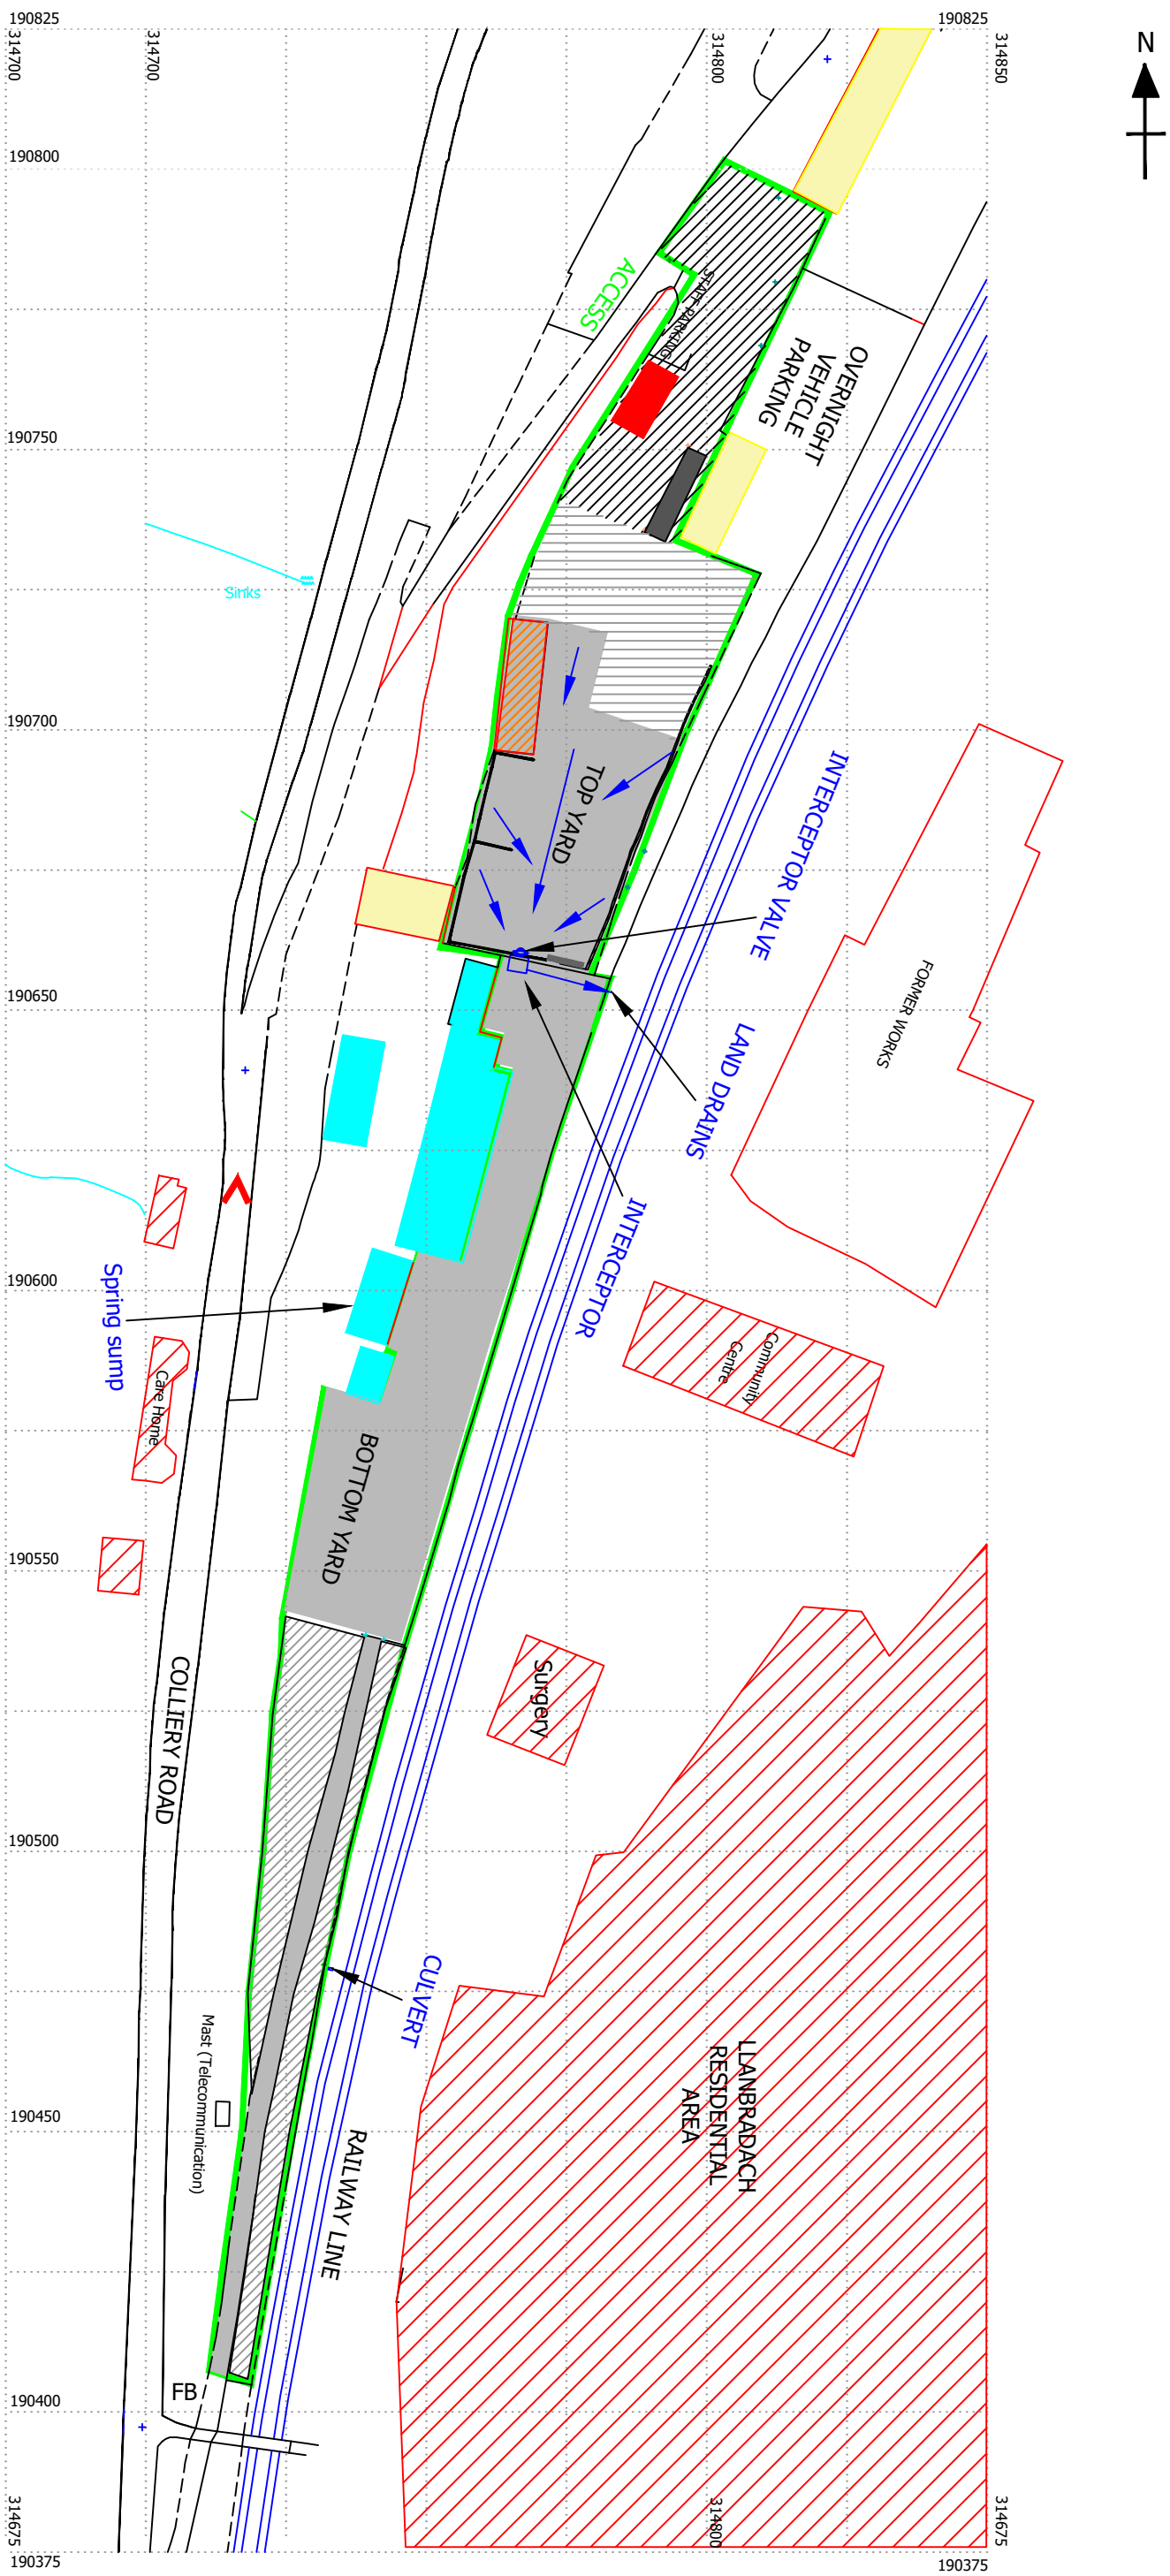 190825
190825
314700
314700
314800
314850
N
190800
ACCESS
STAFF PARKING
OVERNIGHT
VEHICLE
PARKING
190750
Sinks
190700
TOP YARD
INTERCEPTOR VALVE
FORMER WORKS
190650
LAND DRAINS
INTERCEPTOR
190600
Spring sump
Community
Centre
Care Home
BOTTOM YARD
190550
COLLIERY ROAD
Surgery
190500
CULVERT
Mast (Telecommunication)
LLANBRADACH
RESIDENTIAL
AREA
190450
RAILWAY LINE
FB
190400
314675
314800
314675
190375
190375